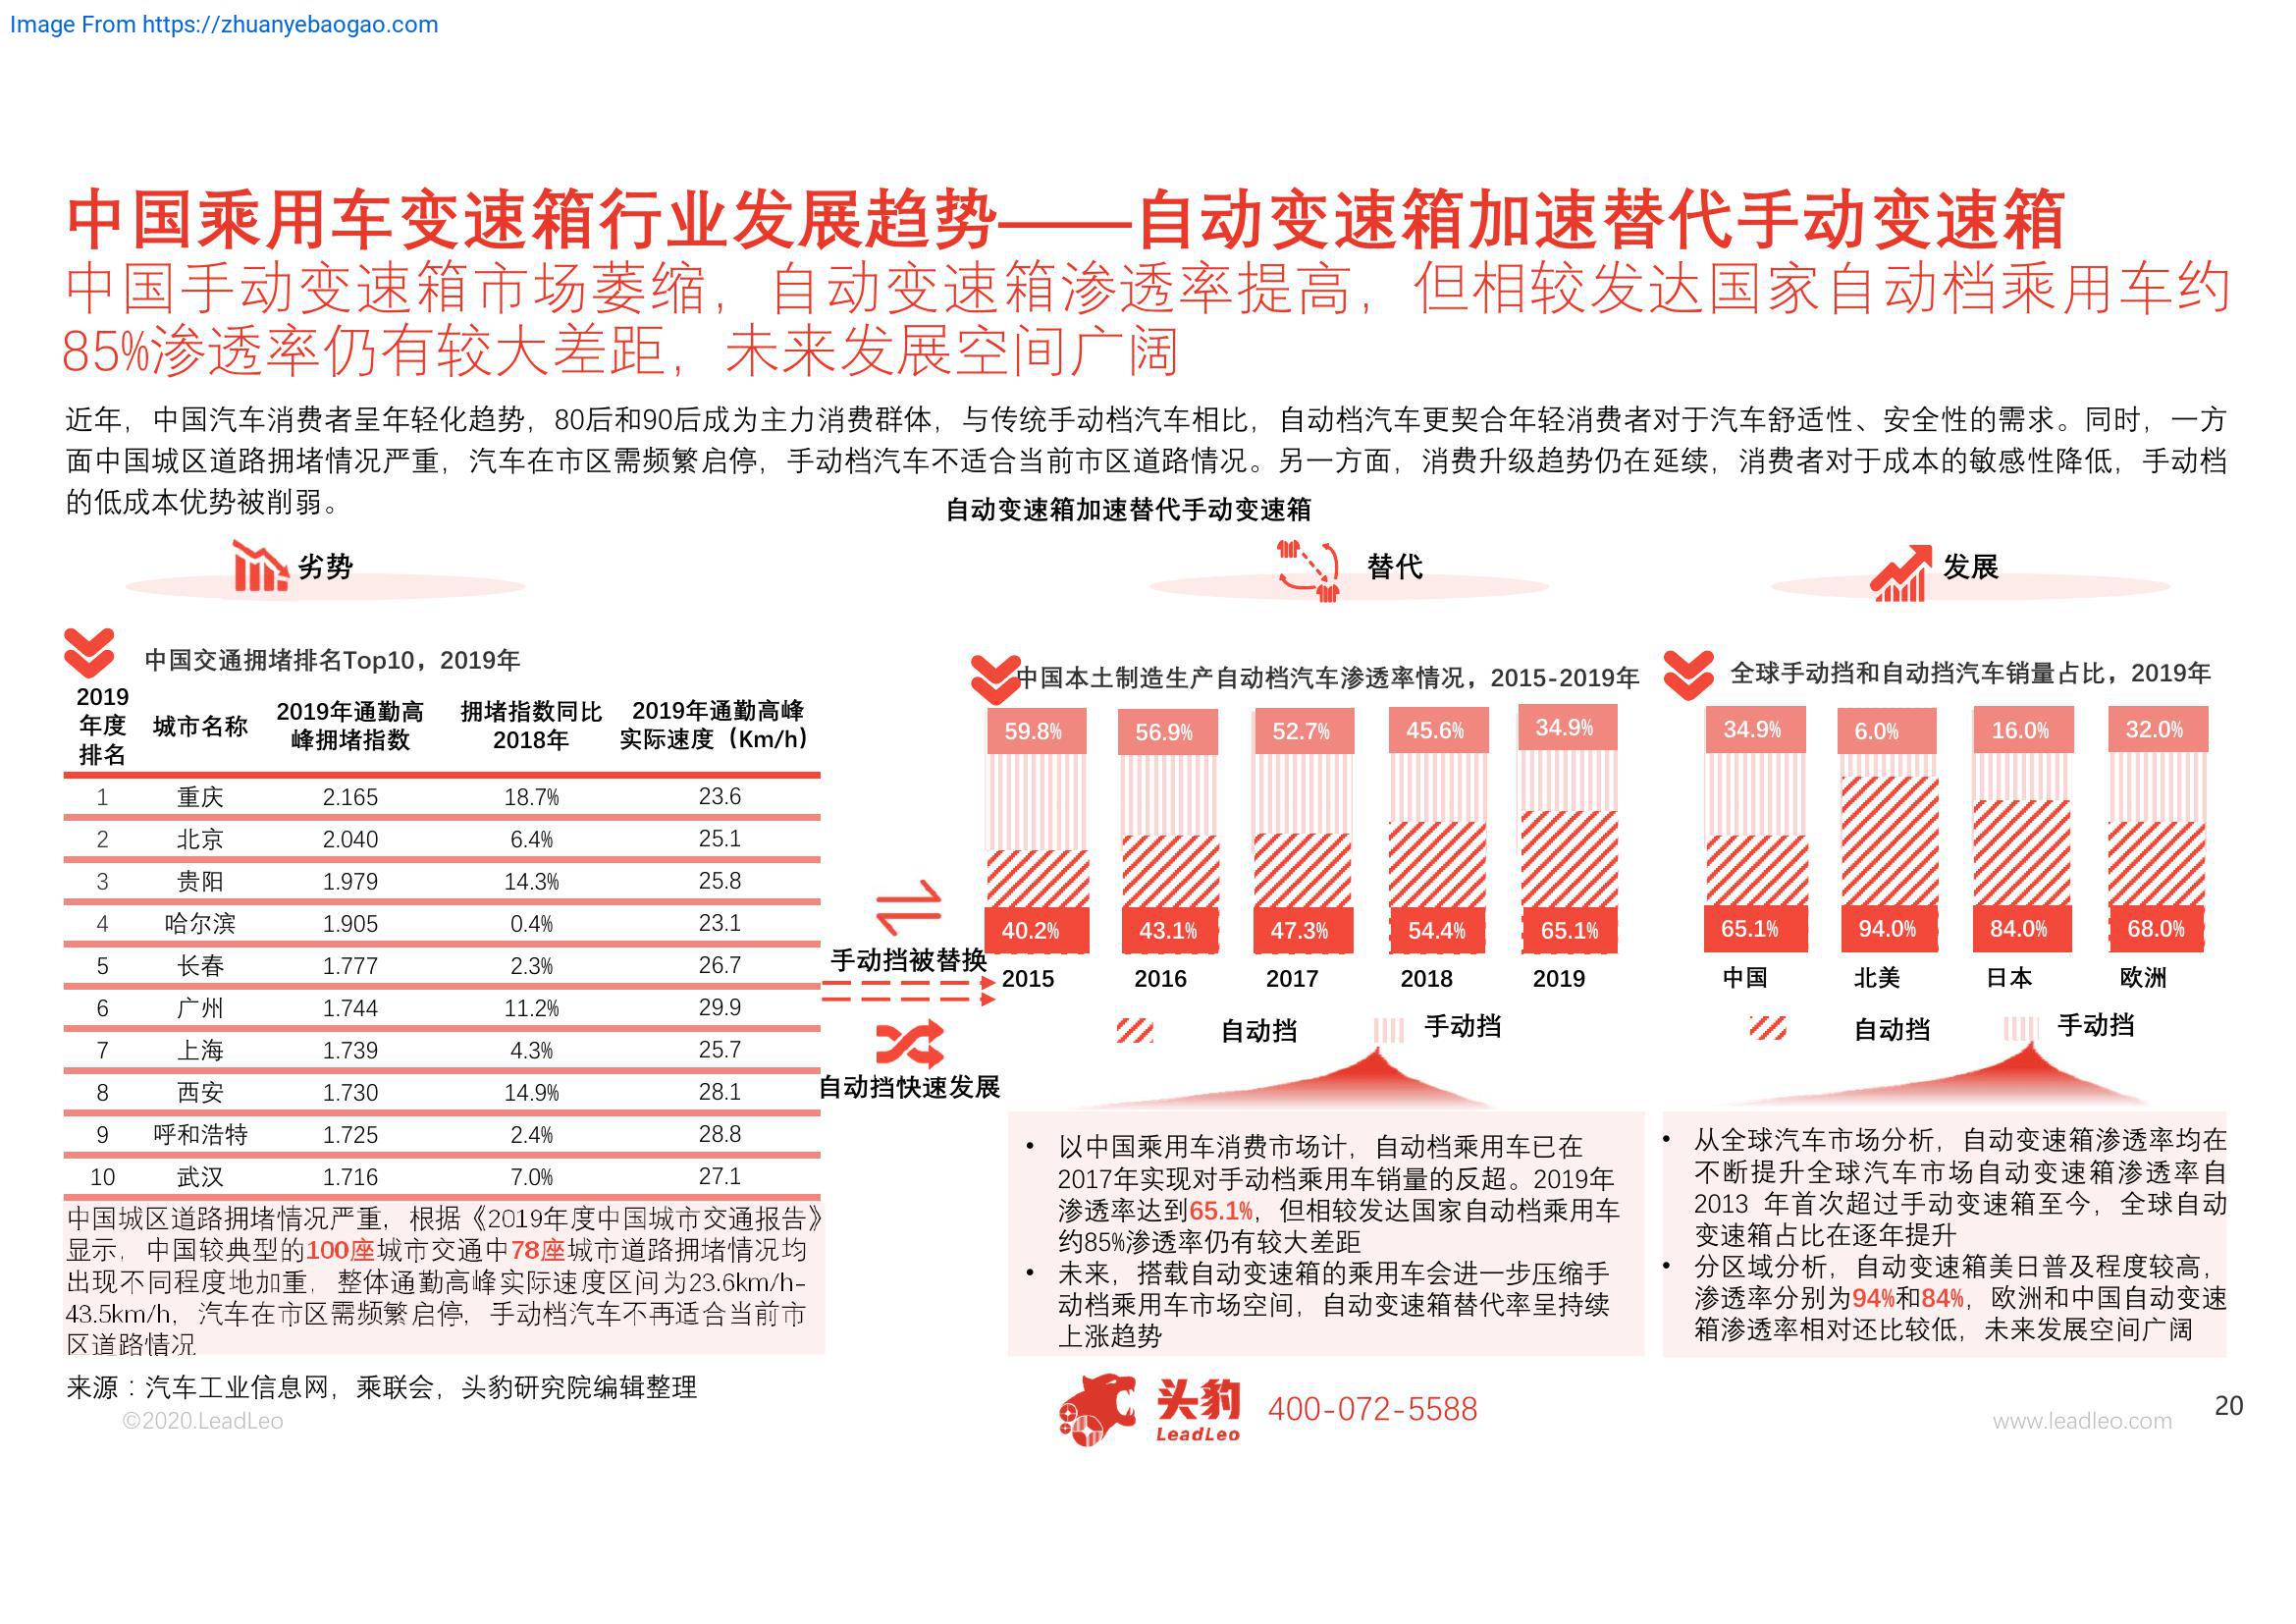 Image From https://zhuanyebaogao.com
中国乘用车变速箱行业发展趋势——自动变速箱加速替代手动变速箱
中国手动变速箱市场萎缩，自动变速箱渗透率提高，但相较发达国家自动档乘用车约
85%渗透率仍有较大差距，未来发展空间广阔
近年，中国汽车消费者呈年轻化趋势，80后和90后成为主力消费群体，与传统手动档汽车相比，自动档汽车更契合年轻消费者对于汽车舒适性、安全性的需求。同时，一方
面中国城区道路拥堵情况严重，汽车在市区需频繁启停，手动档汽车不适合当前市区道路情况。另一方面，消费升级趋势仍在延续，消费者对于成本的敏感性降低，手动档
的低成本优势被削弱。
自动变速箱加速替代手动变速箱
劣势
中国交通拥堵排名Top10，2019年
2019年度排名 城市名称 2019年通勤高峰拥堵指数 拥堵指数同比2018年 2019年通勤高峰实际速度（Km/h）
1 重庆 2.165 18.7% 23.6
2 北京 2.040 6.4% 25.1
3 贵阳 1.979 14.3% 25.8
4 哈尔滨 1.905 0.4% 23.1
5 长春 1.777 2.3% 26.7
6 广州 1.744 11.2% 29.9
7 上海 1.739 4.3% 25.7
8 西安 1.730 14.9% 28.1
9 呼和浩特 1.725 2.4% 28.8
10 武汉 1.716 7.0% 27.1
中国城区道路拥堵情况严重，根据《2019年度中国城市交通报告》
显示，中国较典型的100座城市交通中78座城市道路拥堵情况均
出现不同程度地加重，整体通勤高峰实际速度区间为23.6km/h-
43.5km/h，汽车在市区需频繁启停，手动档汽车不再适合当前市
区道路情况
手动挡被替换
自动挡快速发展
替代
中国本土制造生产自动档汽车渗透率情况，2015-2019年
59.8% 56.9% 52.7% 45.6% 34.9%
40.2% 43.1% 47.3% 54.4% 65.1%
2015 2016 2017 2018 2019
自动挡 手动挡
• 以中国乘用车消费市场计，自动档乘用车已在
2017年实现对手动档乘用车销量的反超。2019年
渗透率达到65.1%，但相较发达国家自动档乘用车
约85%渗透率仍有较大差距
• 未来，搭载自动变速箱的乘用车会进一步压缩手
动档乘用车市场空间，自动变速箱替代率呈持续
上涨趋势
发展
全球手动挡和自动挡汽车销量占比，2019年
34.9% 6.0% 16.0% 32.0%
65.1% 94.0% 84.0% 68.0%
中国 北美 日本 欧洲
自动挡 手动挡
• 从全球汽车市场分析，自动变速箱渗透率均在
不断提升全球汽车市场自动变速箱渗透率自
2013 年首次超过手动变速箱至今，全球自动
变速箱占比在逐年提升
• 分区域分析，自动变速箱美日普及程度较高，
渗透率分别为94%和84%，欧洲和中国自动变速
箱渗透率相对还比较低，未来发展空间广阔
来源：汽车工业信息网，乘联会，头豹研究院编辑整理
©2020.LeadLeo
头豹
LeadLeo
400-072-5588
www.leadleo.com
20